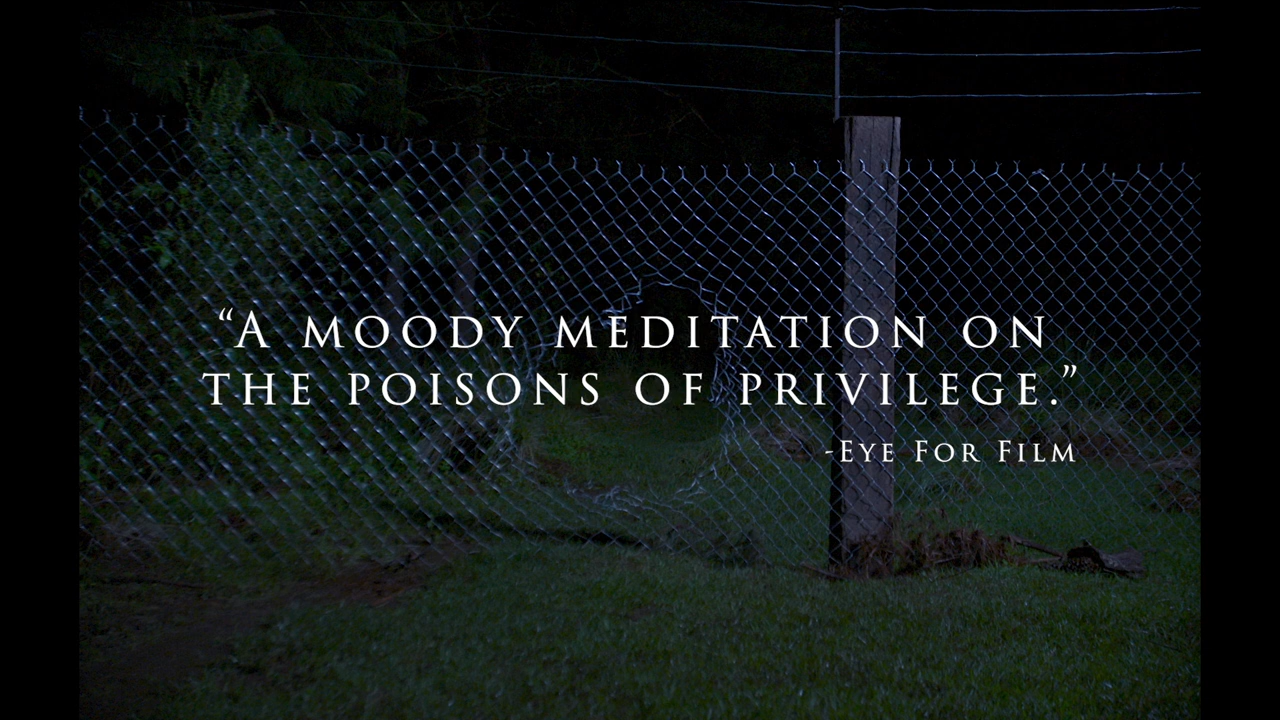 “A MOODY MEDITATION ON
THE POISONS OF PRIVILEGE.”
-EYE FOR FILM